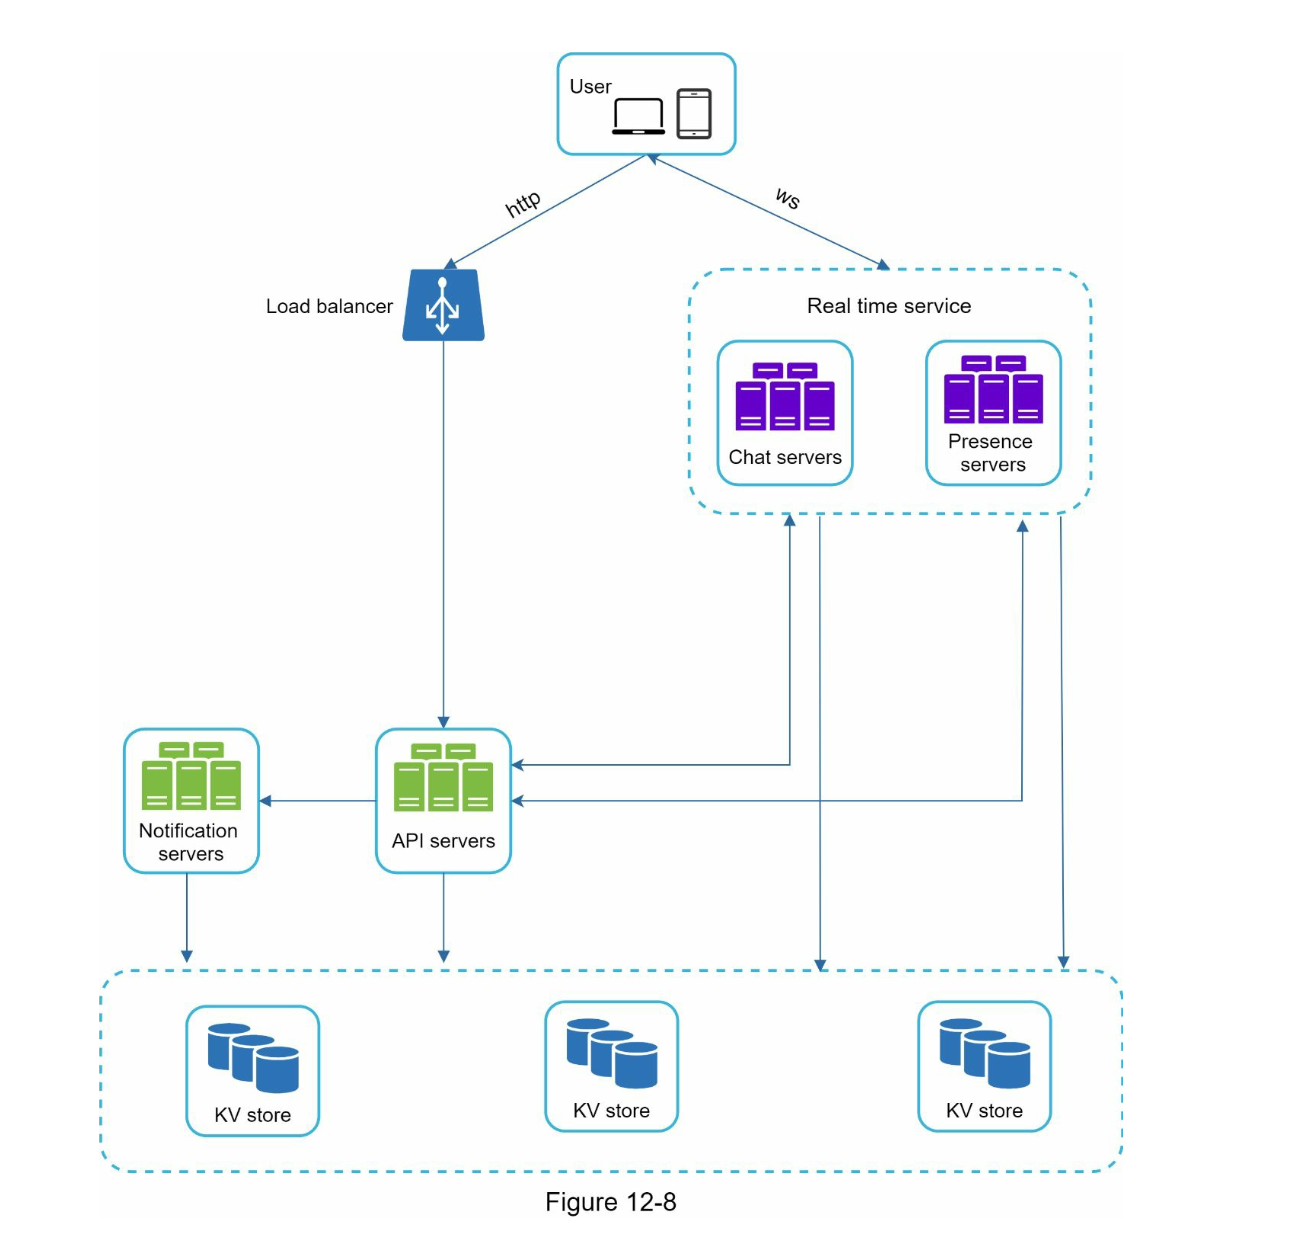 User
http
ws
Load balancer
Real time service
Chat servers
Presence
servers
Notification
servers
API servers
KV store
KV store
KV store
Figure 12-8